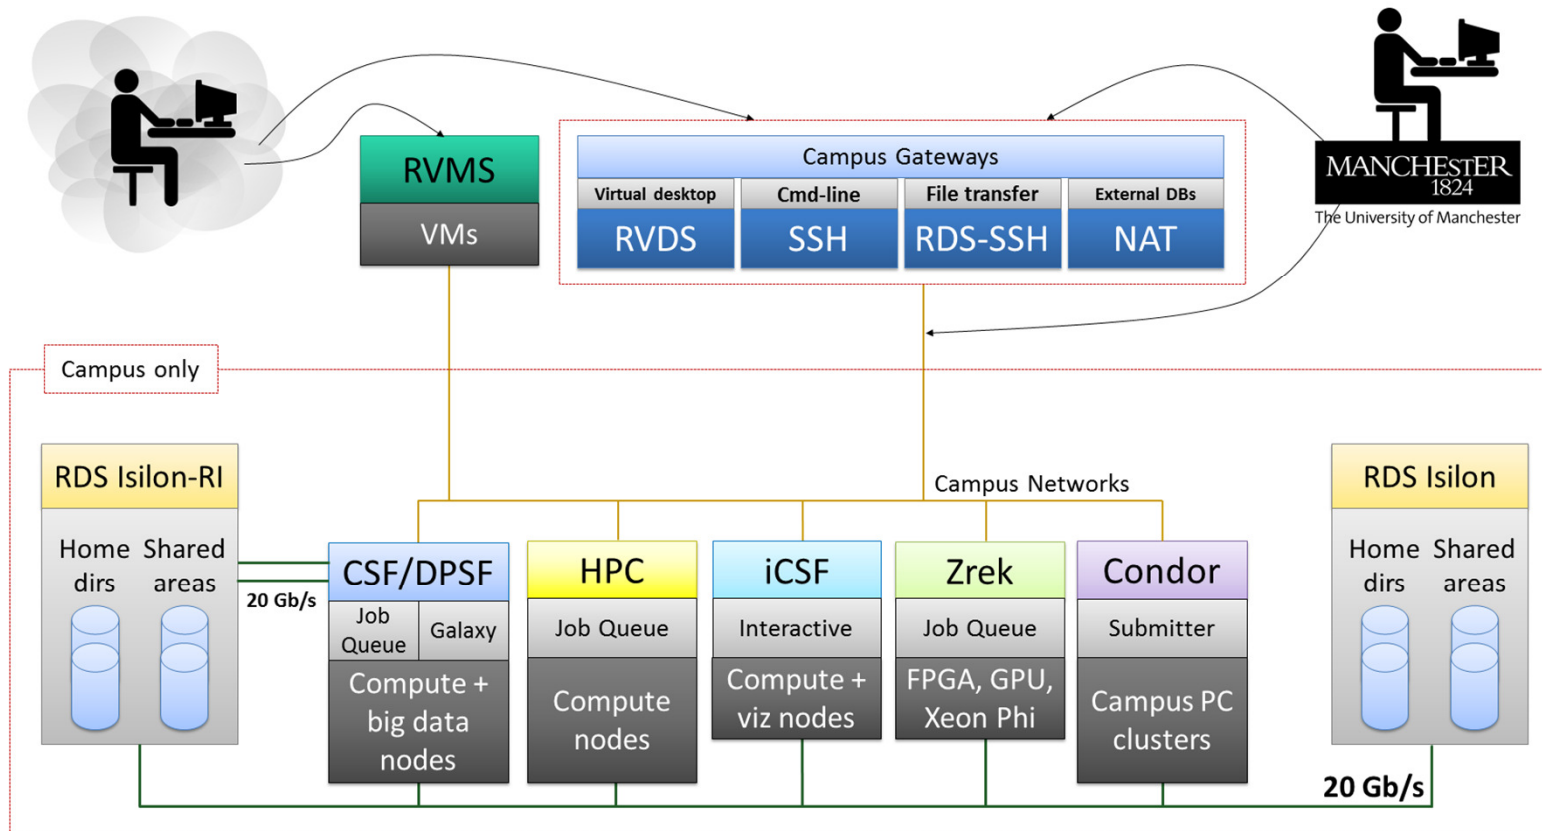 RVMS
VMs
Campus Gateways
Virtual desktop
RVDS
Cmd-line
SSH
File transfer
RDS-SSH
External DBs
NAT
MANCHESTER
1824
The University of Manchester
Campus only
Campus Networks
RDS Isilon-RI
Home
dirs
Shared
areas
20 Gb/s
CSF/DPSF
Job
Queue
Galaxy
Compute +
big data
nodes
HPC
Job Queue
Compute
nodes
iCSF
Interactive
Compute +
viz nodes
Zrek
Job Queue
FPGA, GPU,
Xeon Phi
Condor
Submitter
Campus PC
clusters
RDS Isilon
Home
dirs
Shared
areas
20 Gb/s